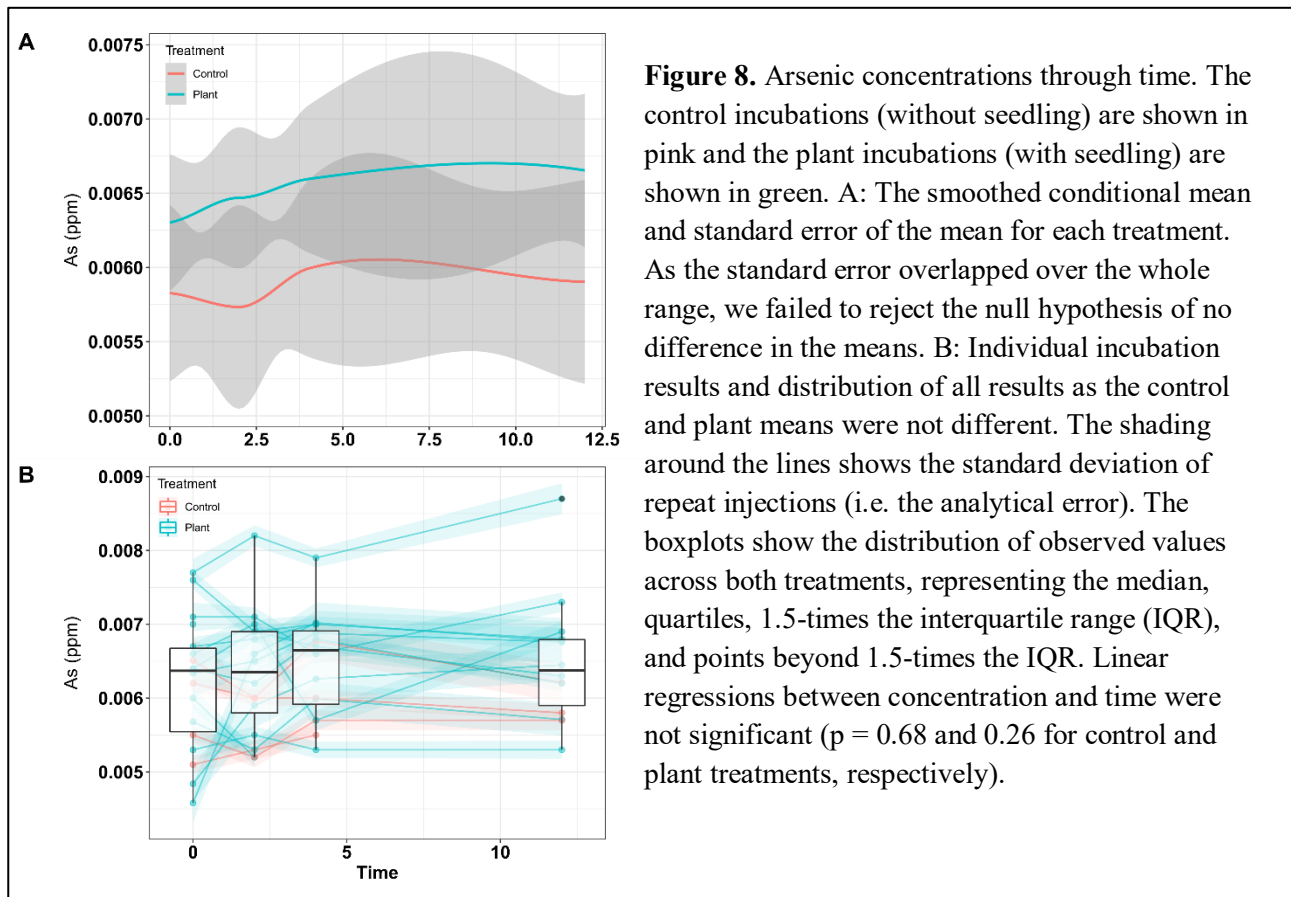 A
0.0075
0.0070
0.0065
0.0060
0.0055
0.0050
As (ppm)
Treatment
Control
Plant
0.0
2.5
5.0
7.5
10.0
12.5
B
0.009
0.008
0.007
0.006
0.005
As (ppm)
Treatment
Control
Plant
0
5
10
Time
Figure 8. Arsenic concentrations through time. The
control incubations (without seedling) are shown in
pink and the plant incubations (with seedling) are
shown in green. A: The smoothed conditional mean
and standard error of the mean for each treatment.
As the standard error overlapped over the whole
range, we failed to reject the null hypothesis of no
difference in the means. B: Individual incubation
results and distribution of all results as the control
and plant means were not different. The shading
around the lines shows the standard deviation of
repeat injections (i.e. the analytical error). The
boxplots show the distribution of observed values
across both treatments, representing the median,
quartiles, 1.5-times the interquartile range (IQR),
and points beyond 1.5-times the IQR. Linear
regressions between concentration and time were
not significant (p = 0.68 and 0.26 for control and
plant treatments, respectively).